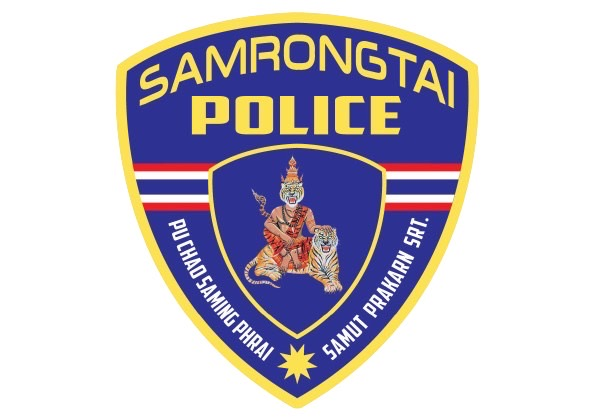 SAMRONGTAI
POLICE
PU CHAO SAMING PHRAI
SAMUT PRAKARN SRT.